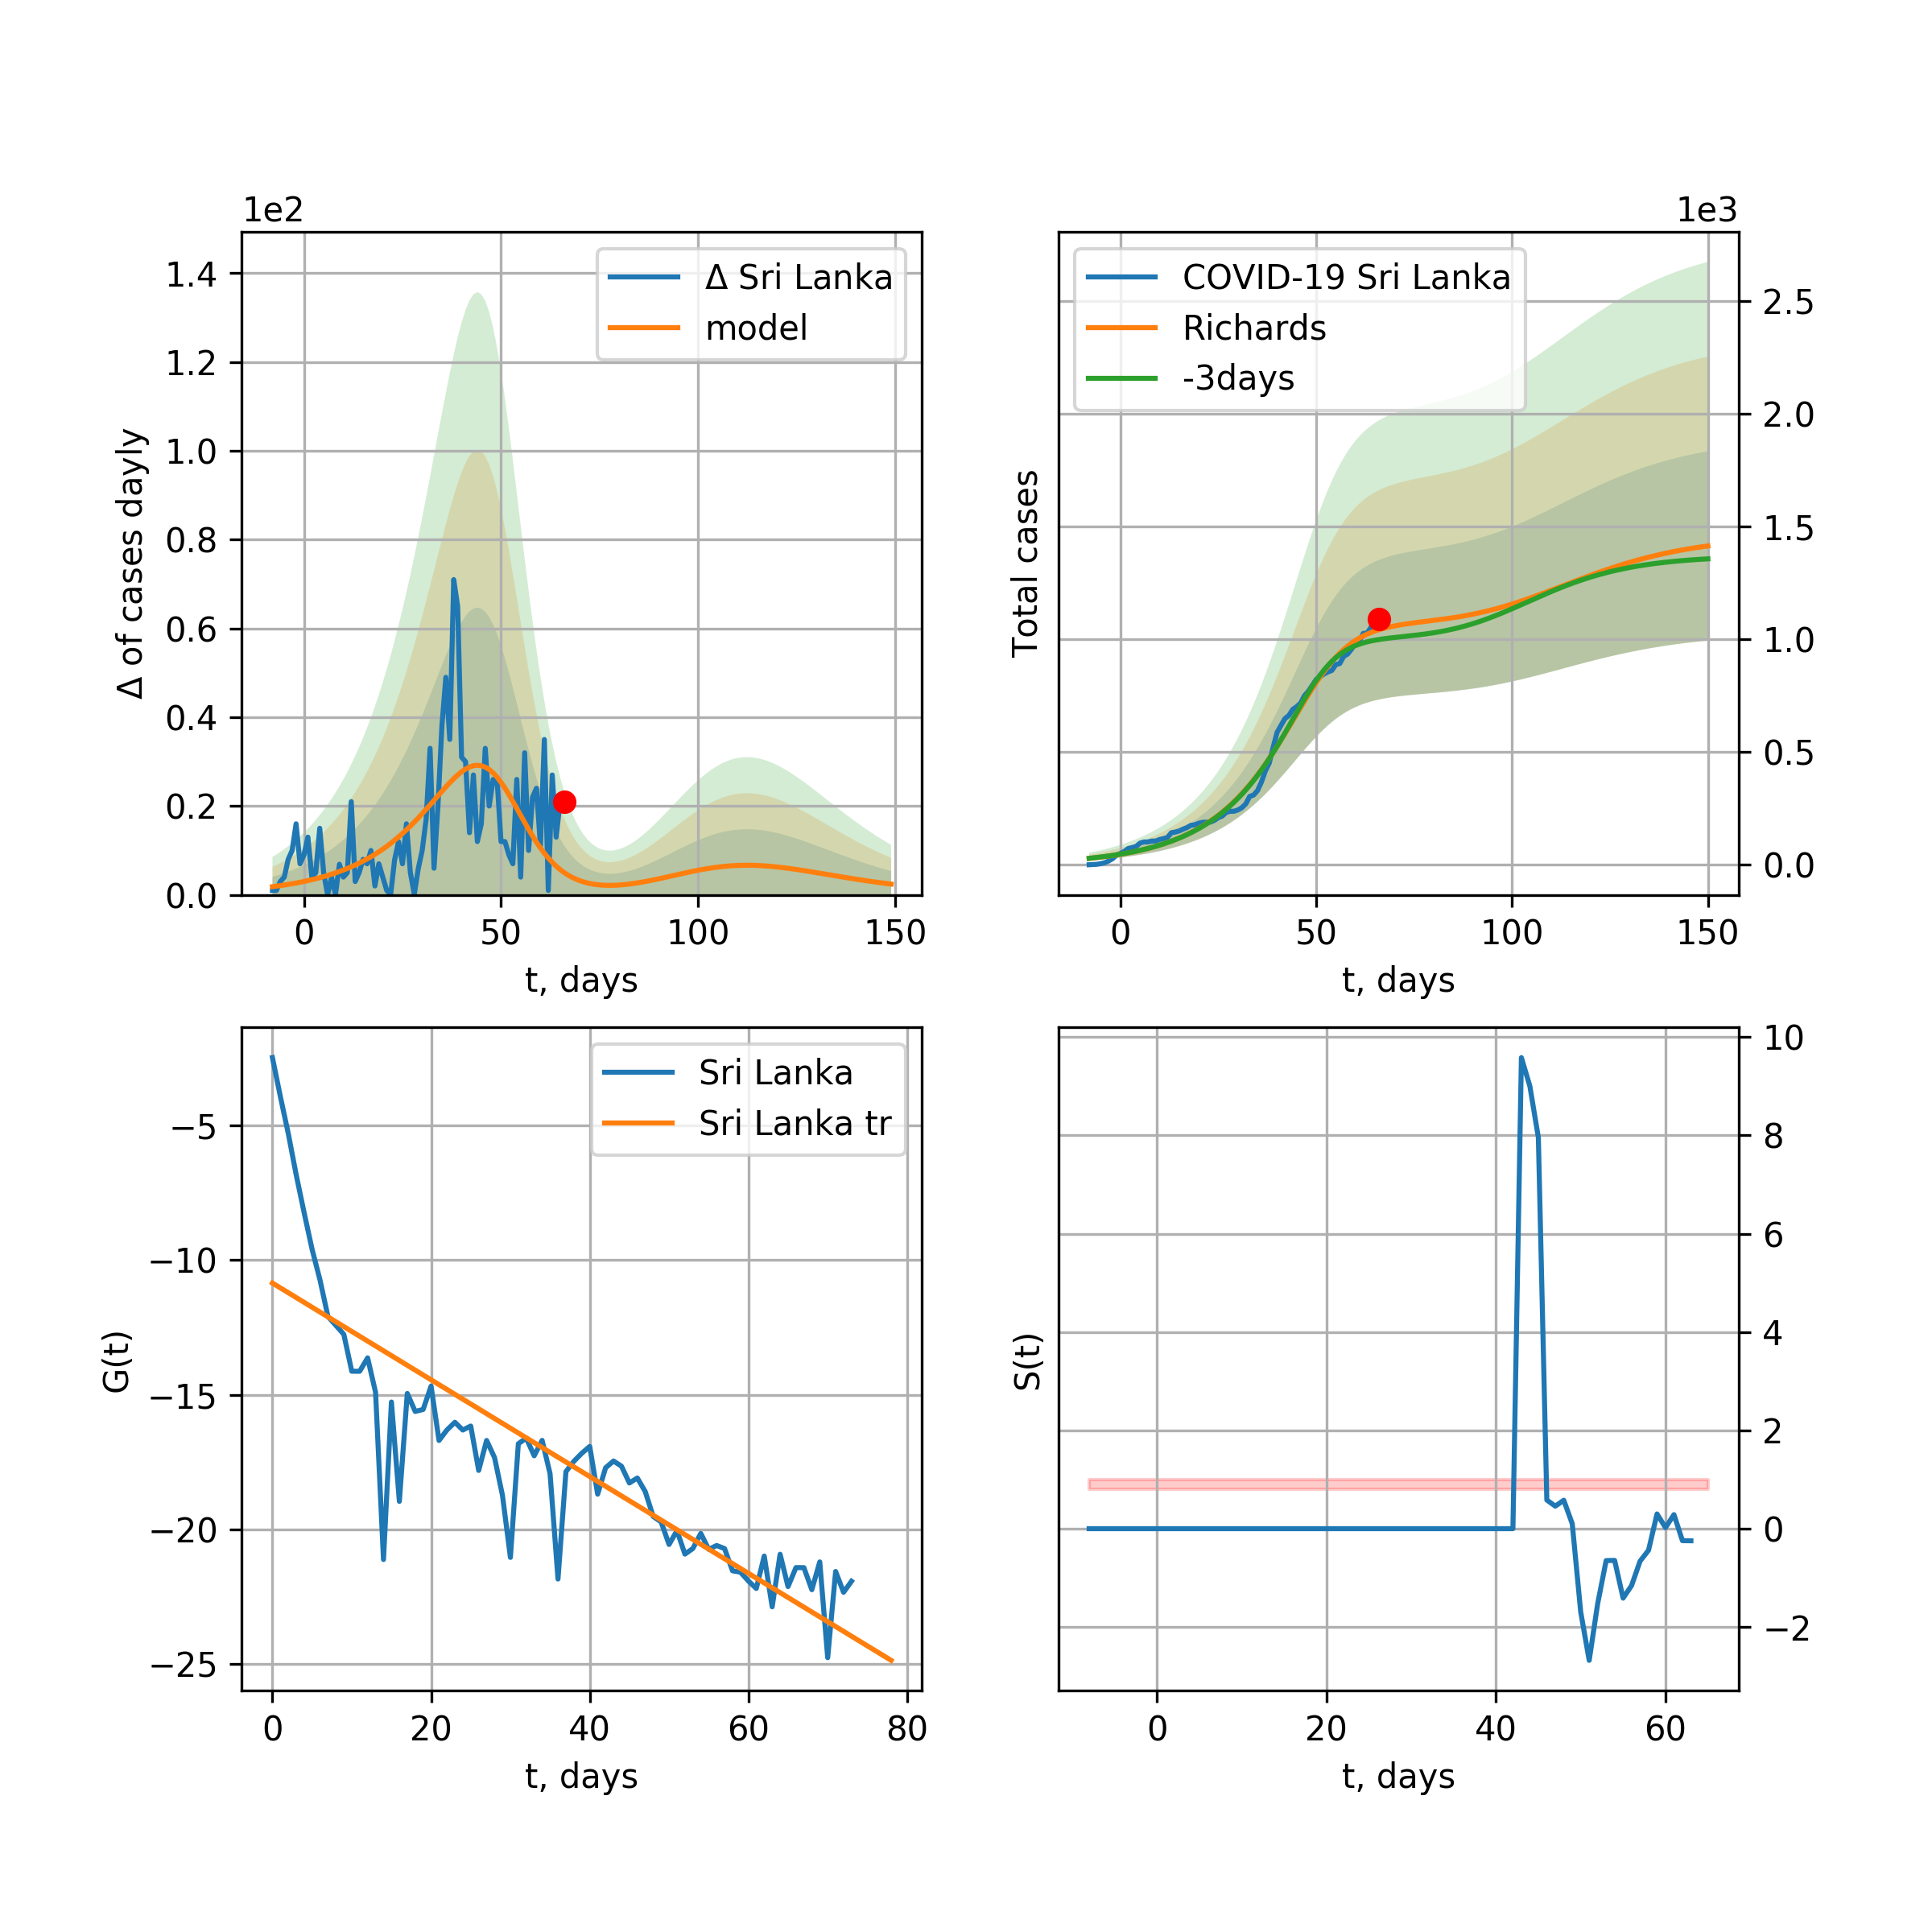 1e2
Δ of cases dayly
1.4
1.2
1.0
0.8
0.6
0.4
0.2
0.0
Δ Sri Lanka
model
0 50 100 150
t, days
1e3
Total cases
COVID-19 Sri Lanka
Richards
-3days
2.5
2.0
1.5
1.0
0.5
0.0
0 50 100 150
t, days
G(t)
−5
−10
−15
−20
−25
Sri Lanka
Sri Lanka tr
0 20 40 60 80
t, days
S(t)
10
8
6
4
2
0
−2
0 20 40 60
t, days